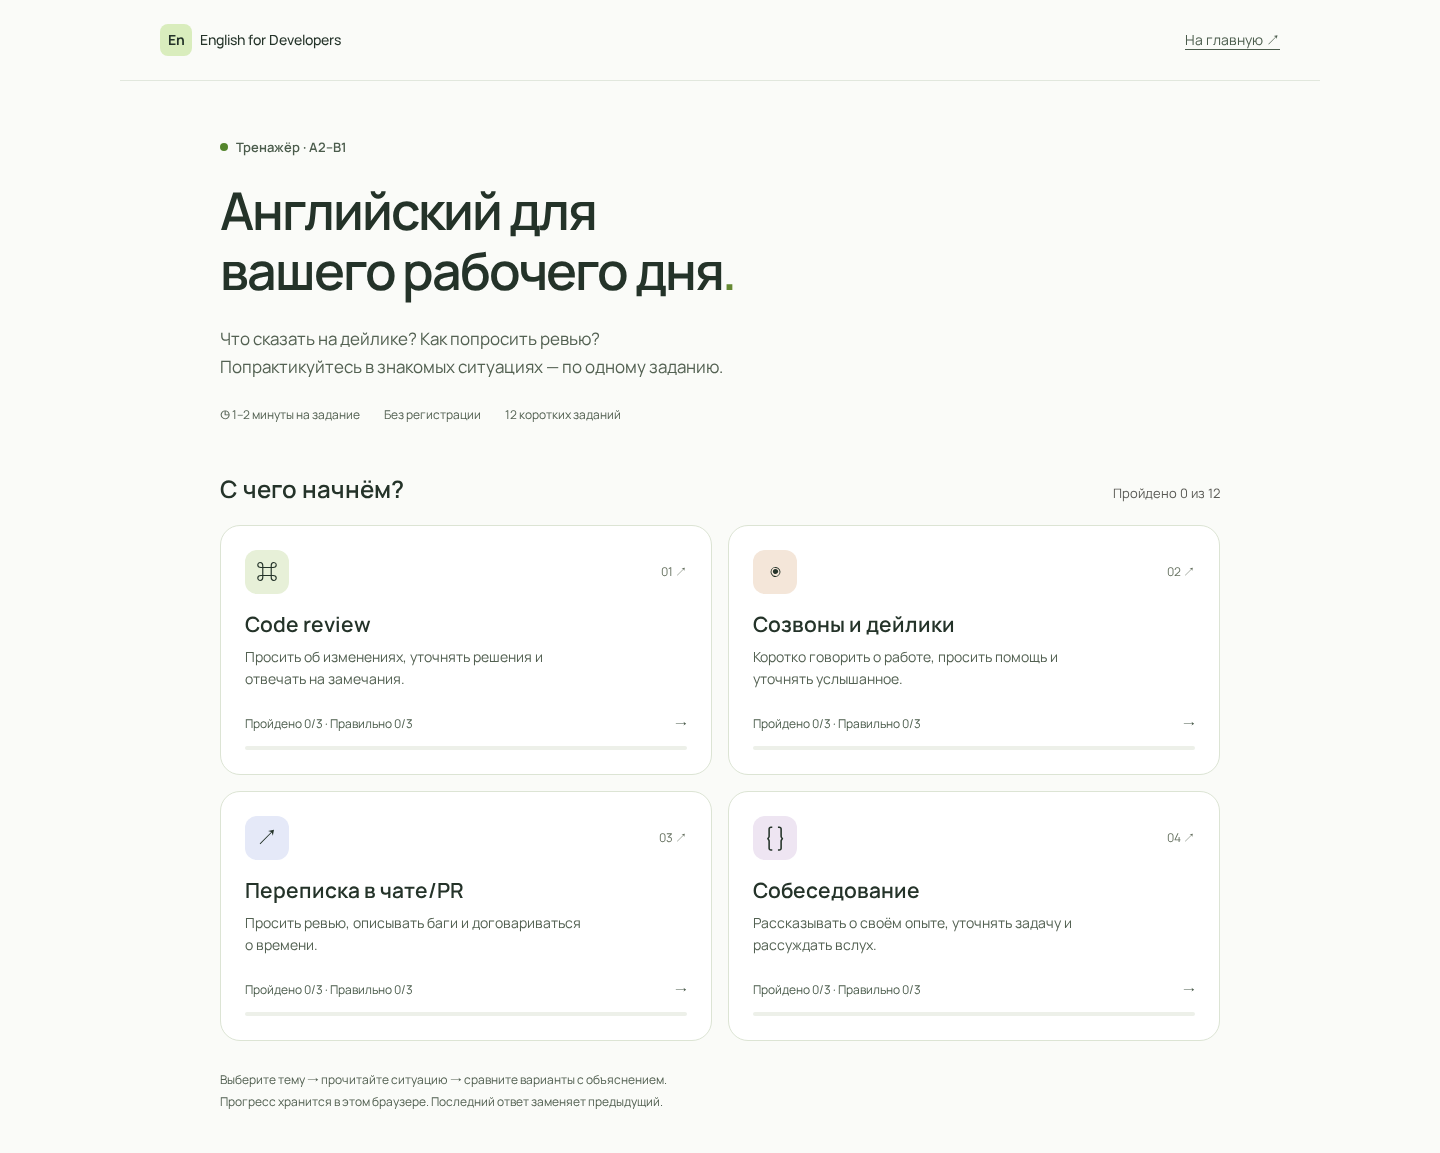 En English for Developers
На главную ↗
Тренажёр · A2–B1
Английский для
вашего рабочего дня.
Что сказать на дейлике? Как попросить ревью?
Попрактикуйтесь в знакомых ситуациях — по одному заданию.
◷ 1–2 минуты на задание Без регистрации 12 коротких заданий
С чего начнём?
Пройдено 0 из 12
⌘
01 ↗
Code review
Просить об изменениях, уточнять решения и
отвечать на замечания.
Пройдено 0/3 · Правильно 0/3 →
◉
02 ↗
Созвоны и дейлики
Коротко говорить о работе, просить помощь и
уточнять услышанное.
Пройдено 0/3 · Правильно 0/3 →
↗
03 ↗
Переписка в чате/PR
Просить ревью, описывать баги и договариваться
о времени.
Пройдено 0/3 · Правильно 0/3 →
{ }
04 ↗
Собеседование
Рассказывать о своём опыте, уточнять задачу и
рассуждать вслух.
Пройдено 0/3 · Правильно 0/3 →
Выберите тему → прочитайте ситуацию → сравните варианты с объяснением.
Прогресс хранится в этом браузере. Последний ответ заменяет предыдущий.